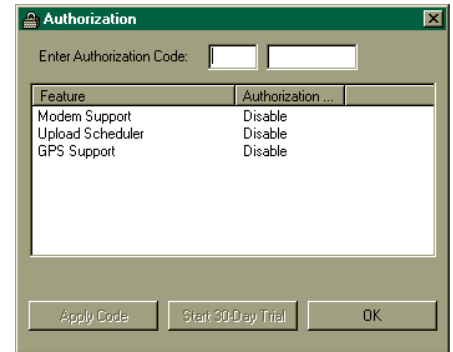 Authorization
Enter Authorization Code:
Feature Authorization ...
Modem Support Disable
Upload Scheduler Disable
GPS Support Disable
Apply Code Start 30-Day Trial OK